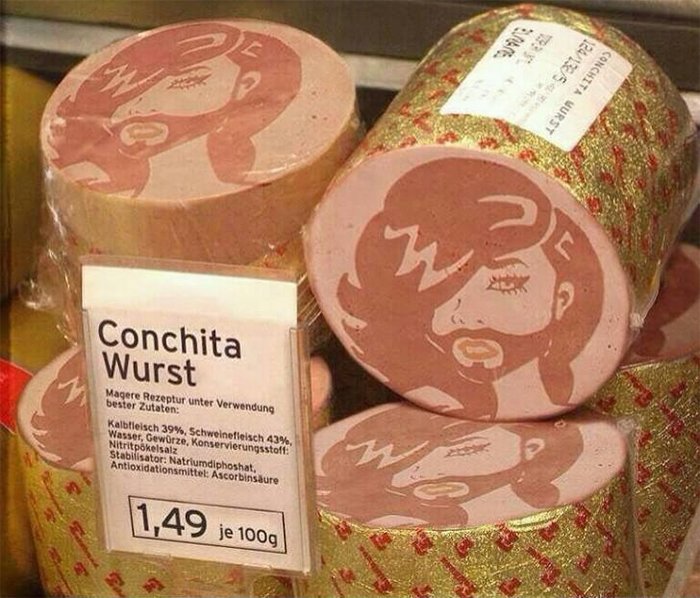 CONCHITA WURST
Conchita
Wurst
Magere Rezeptur unter Verwendung
bester Zutaten:
Kalbfleisch 39%, Schweinefleisch 43%,
Wasser, Gewürze, Konservierungsstoff:
Nitritpökelsalz
Stabilisator: Natriumdiphoshat,
Antioxidationsmittel: Ascorbinsäure
1,49 je 100g